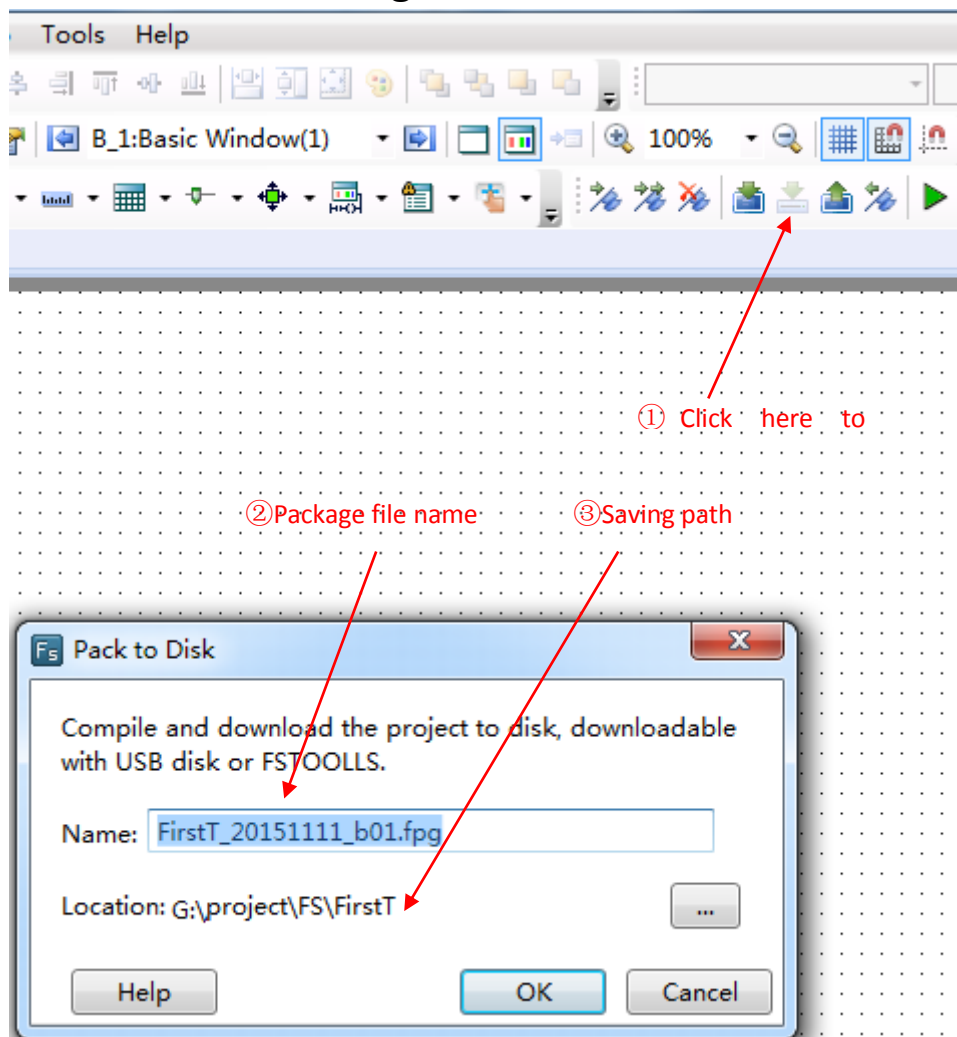 Tools Help
B_1:Basic Window(1) 100%
① Click here to
②Package file name ③Saving path
Fs Pack to Disk
Compile and download the project to disk, downloadable
with USB disk or FSTOOLLS.
Name: FirstT_20151111_b01.fpg
Location: G:\project\FS\FirstT ...
Help OK Cancel